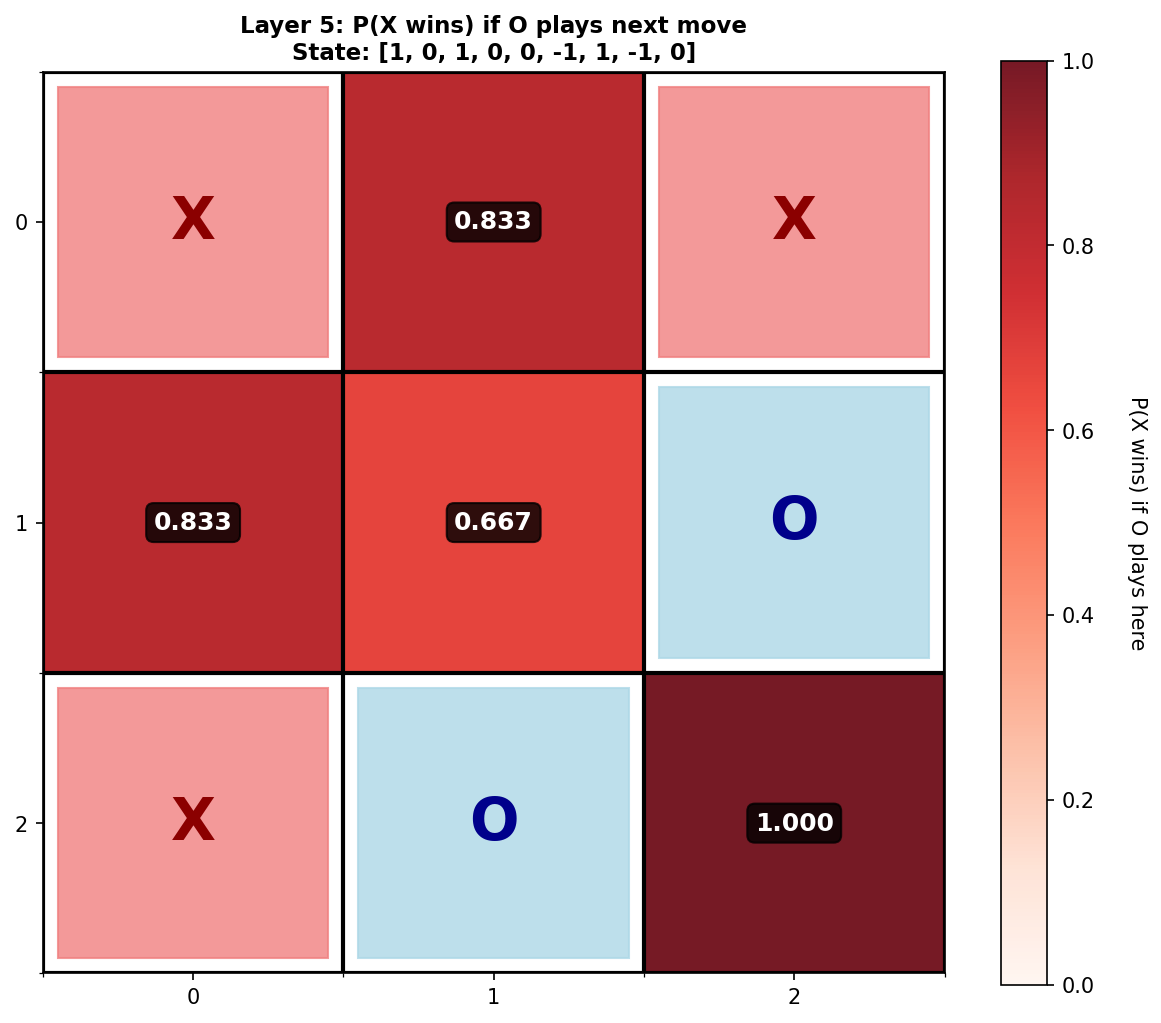 Layer 5: P(X wins) if O plays next move
State: [1, 0, 1, 0, 0, -1, 1, -1, 0]
0
X
0.833
X
1
0.833
0.667
O
2
X
O
1.000
0
1
2
1.0
0.8
0.6
0.4
0.2
0.0
P(X wins) if O plays here